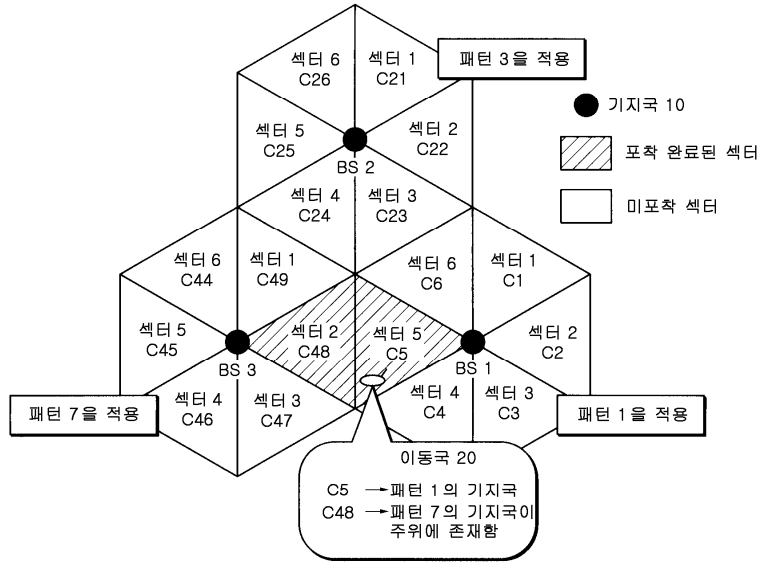 섹터 6
C26
섹터 1
C21
패턴 3을 적용
섹터 5
C25
섹터 2
C22
BS 2
섹터 4
C24
섹터 3
C23
기지국 10
포착 완료된 섹터
미포착 섹터
섹터 6
C44
섹터 1
C49
섹터 6
C6
섹터 1
C1
섹터 5
C45
섹터 2
C48
섹터 5
C5
섹터 2
C2
BS 3
BS 1
섹터 4
C46
섹터 3
C47
섹터 4
C4
섹터 3
C3
패턴 7을 적용
패턴 1을 적용
이동국 20
C5 → 패턴 1의 기지국
C48 → 패턴 7의 기지국이
주위에 존재함